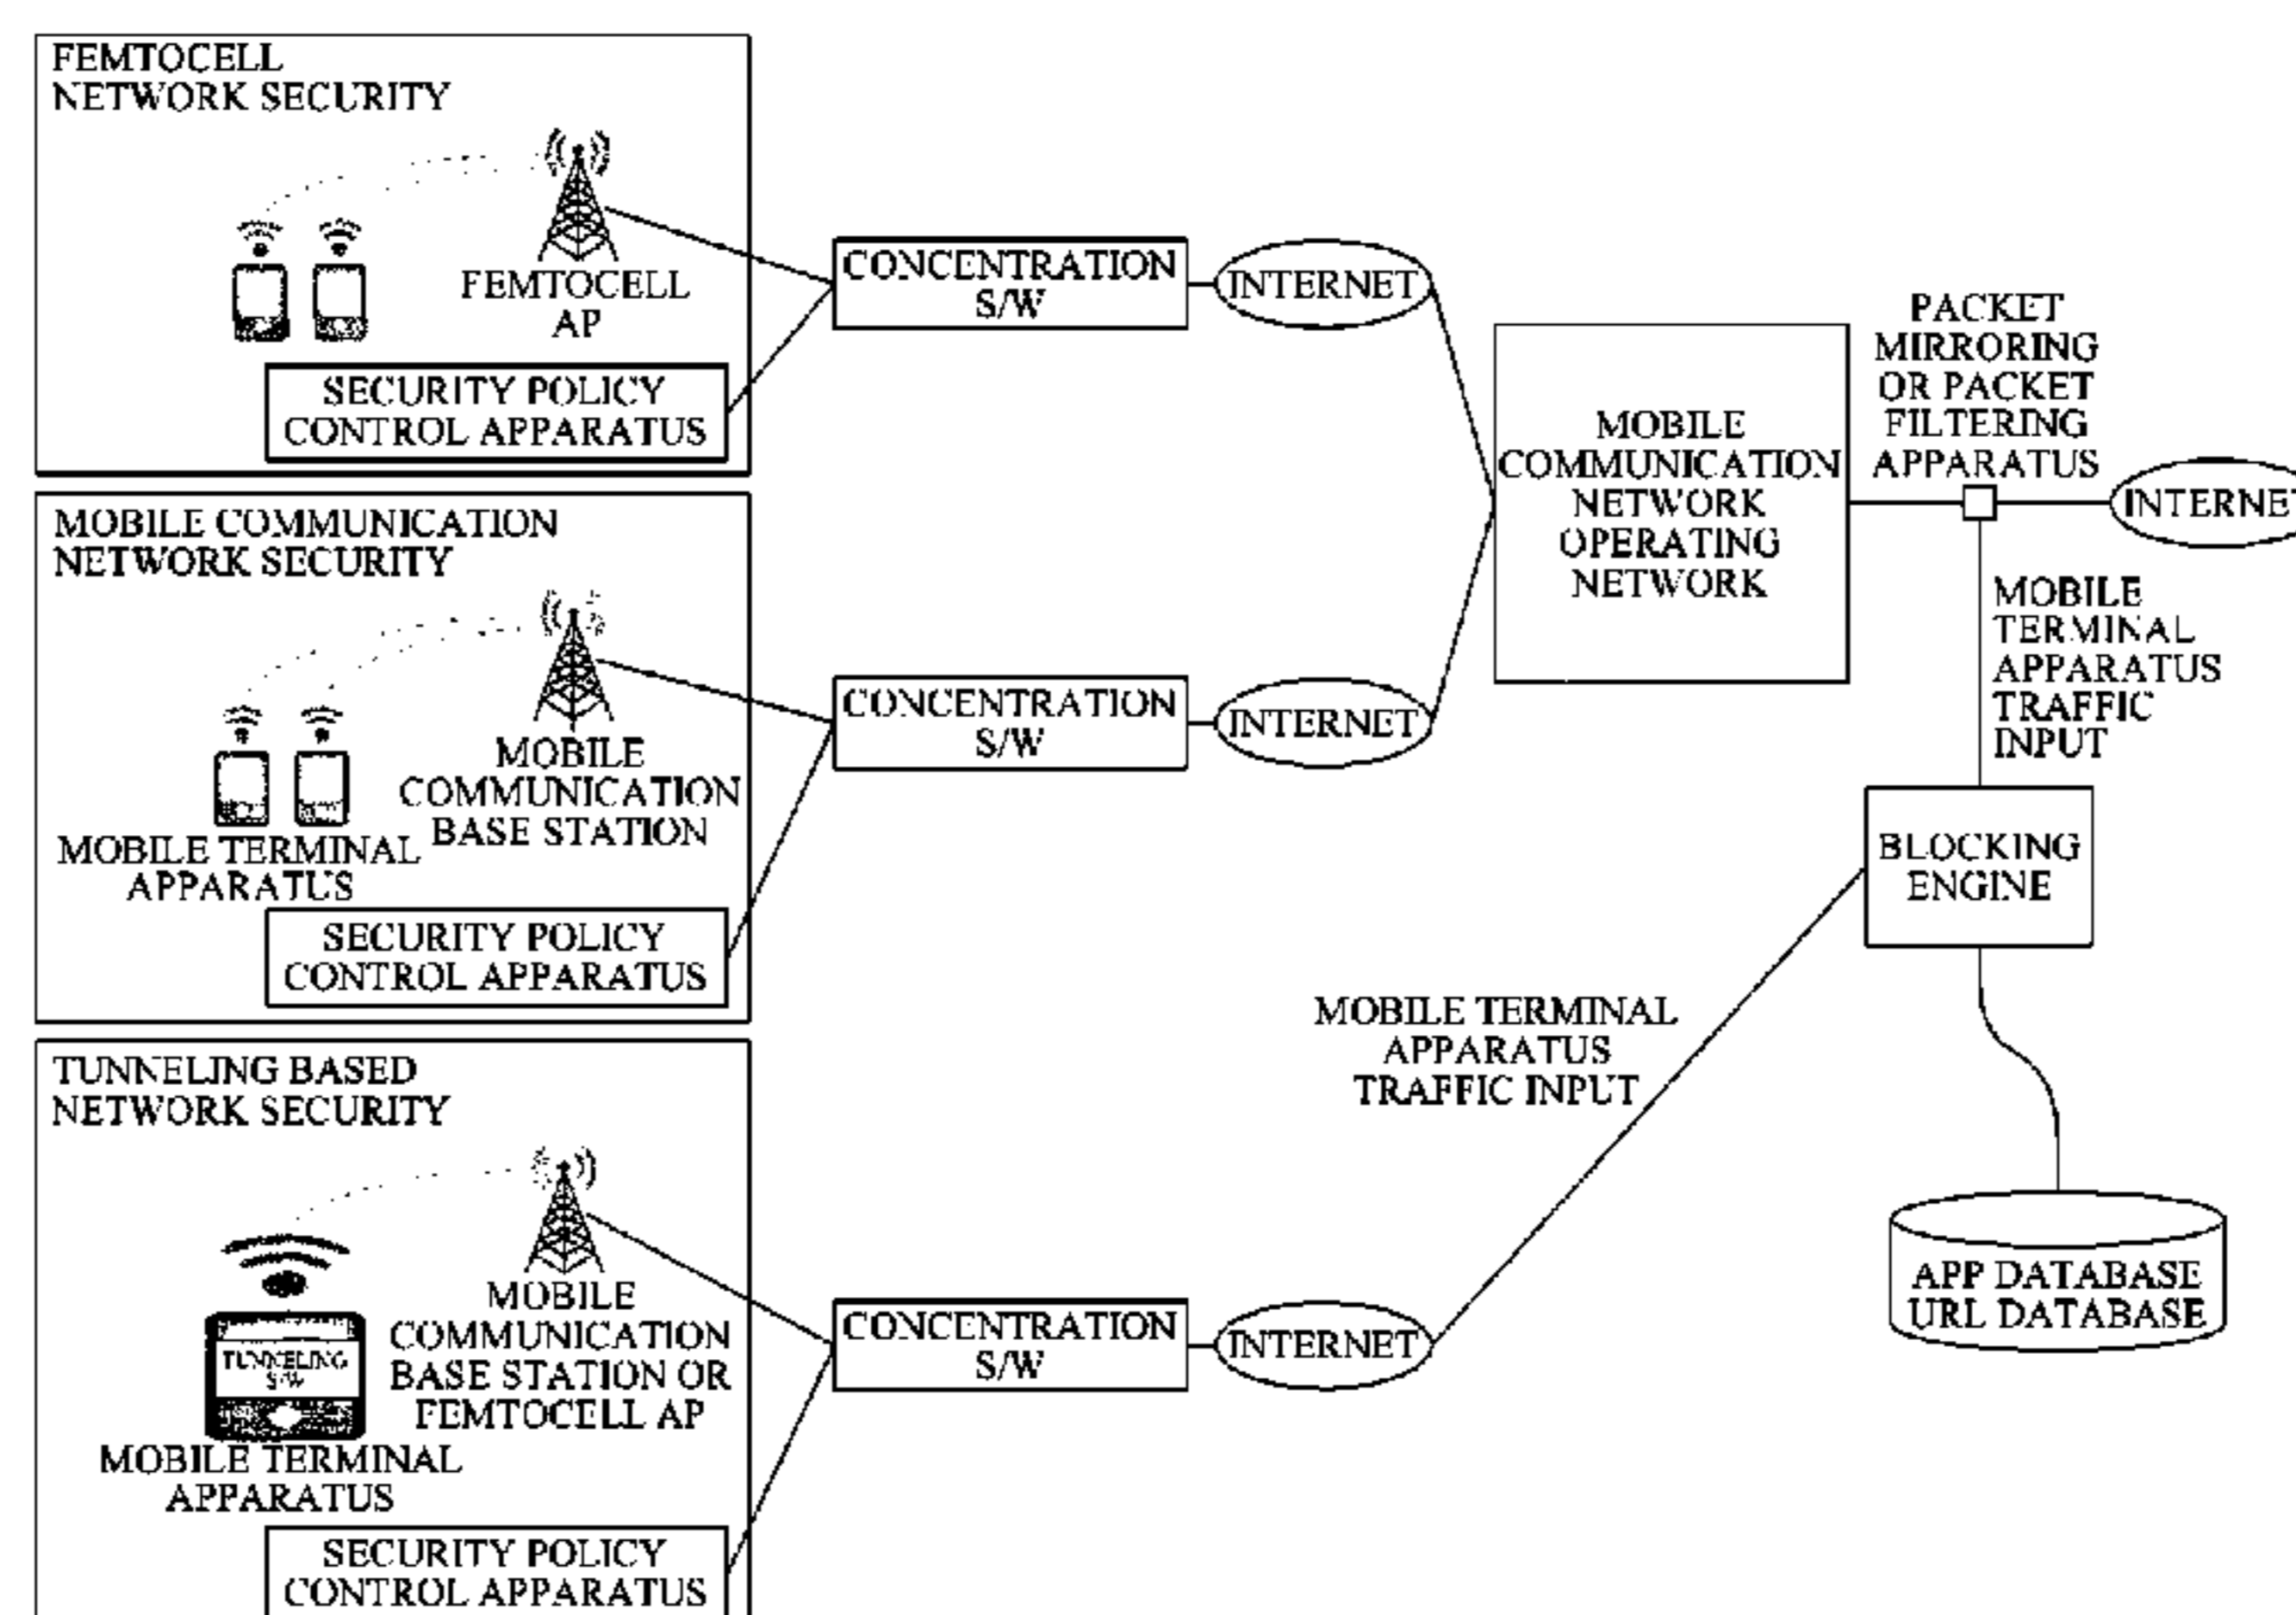 FEMTOCELL
NETWORK SECURITY
FEMTOCELL
AP
SECURITY POLICY
CONTROL APPARATUS
CONCENTRATION
S/W
INTERNET
MOBILE COMMUNICATION
NETWORK SECURITY
MOBILE
COMMUNICATION
BASE STATION
MOBILE TERMINAL
APPARATUS
SECURITY POLICY
CONTROL APPARATUS
CONCENTRATION
S/W
INTERNET
TUNNELING BASED
NETWORK SECURITY
TUNNELING
S/W
MOBILE
COMMUNICATION
BASE STATION OR
FEMTOCELL AP
MOBILE TERMINAL
APPARATUS
SECURITY POLICY
CONTROL APPARATUS
CONCENTRATION
S/W
INTERNET
MOBILE
COMMUNICATION
NETWORK
OPERATING
NETWORK
PACKET
MIRRORING
OR PACKET
FILTERING
APPARATUS
INTERNE
MOBILE
TERMINAL
APPARATUS
TRAFFIC
INPUT
BLOCKING
ENGINE
MOBILE TERMINAL
APPARATUS
TRAFFIC INPUT
APP DATABASE
URL DATABASE